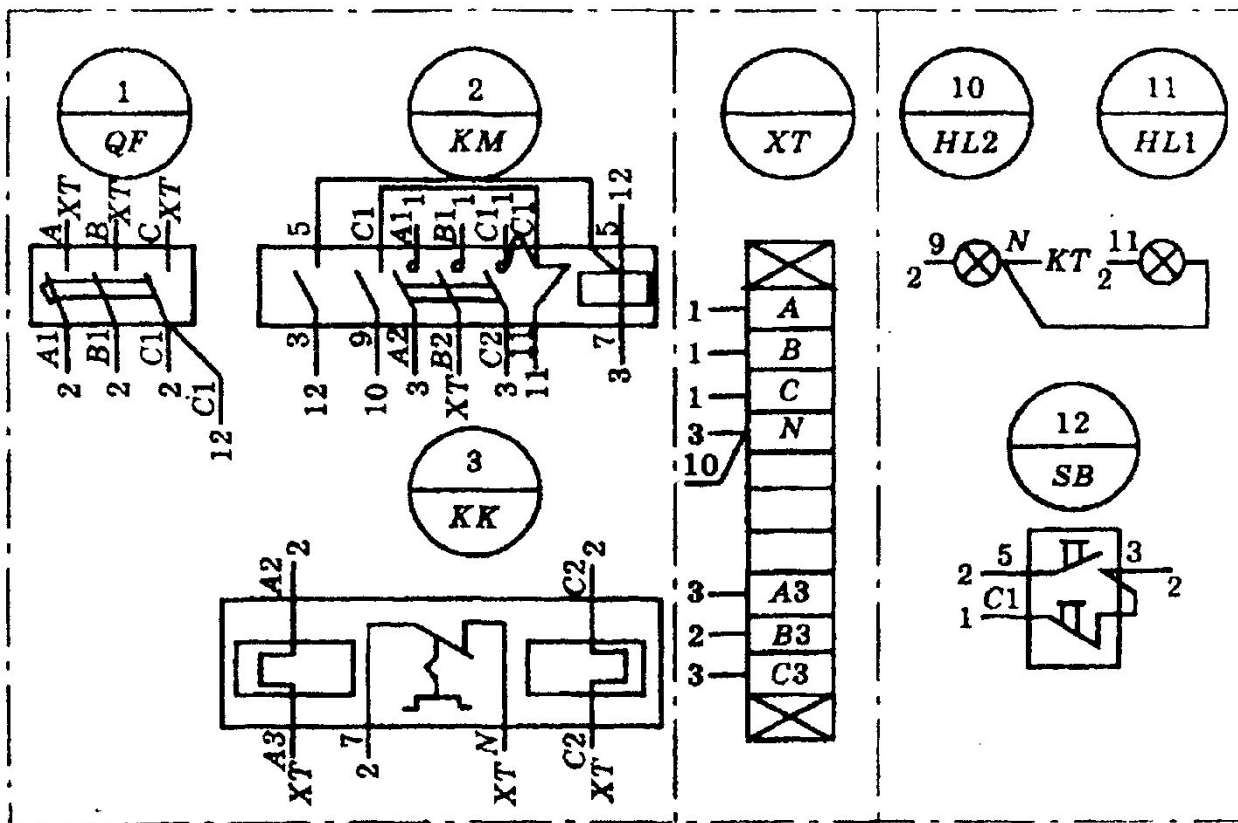 1
QF
2
KM
XT
10
HL2
11
HL1
A XT
B XT
C XT
5
C1
A1 1
B1 1
C1 1
C1
5 12
A1 2
B1 2
C1 2
C1 12
3 12
9 10
A2 3
B2 XT
C2 3
11 11
7 3
1 A
1 B
1 C
3 N
10
3 A3
2 B3
3 C3
9 N KT 11
2 2
12
SB
5 3
2 2
C1
1
3
KK
A2 2
C2 2
A3 XT
7 2
N XT
C2 XT